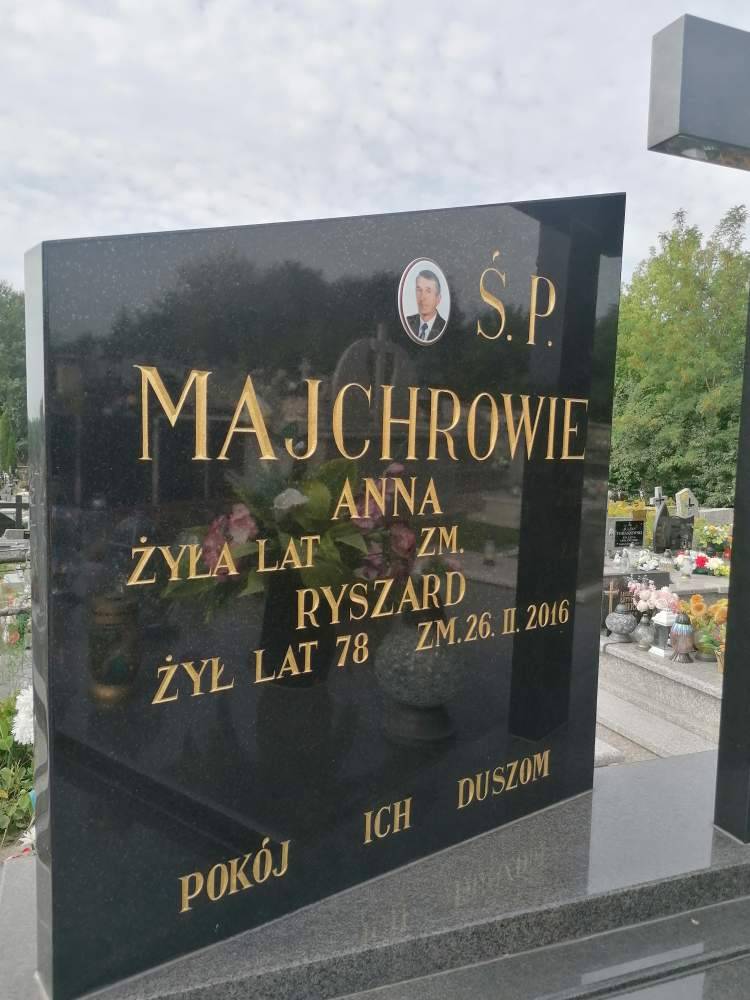 Ś.P.
MAJCHROWIE
ANNA
ŻYŁA LAT ZM.
RYSZARD
ŻYŁ LAT 78 ZM. 26. II. 2016
POKÓJ ICH DUSZOM